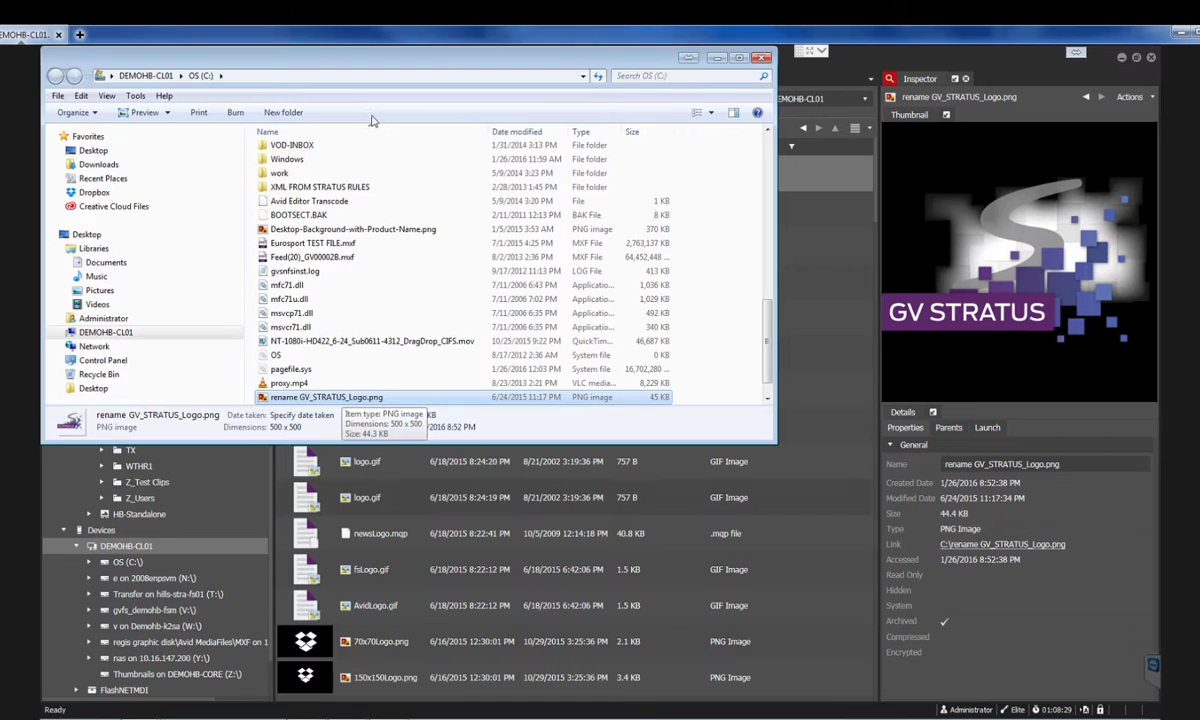 EMOHB-CL01.
DEMOHB-CL01 OS (C:)
Search OS (C:)
File Edit View Tools Help
Organize Preview Print Burn New folder
Favorites
Desktop
Downloads
Recent Places
Dropbox
Creative Cloud Files
Desktop
Libraries
Documents
Music
Pictures
Videos
Administrator
DEMOHB-CL01
Network
Control Panel
Recycle Bin
Desktop
Name Date modified Type Size
VOD-INBOX 1/31/2014 3:13 PM File folder
Windows 1/26/2016 11:59 AM File folder
work 5/9/2014 3:23 PM File folder
XML FROM STRATUS RULES 2/28/2013 1:45 PM File folder
Avid Editor Transcode 5/9/2014 3:20 PM File 1 KB
BOOTSECT.BAK 2/11/2011 12:13 PM BAK File 8 KB
Desktop-Background-with-Product-Name.png 1/5/2015 3:53 AM PNG image 370 KB
Eurosport TEST FILE.mxf 7/1/2015 4:25 PM MXF File 2,763,137 KB
Feed(20)_GV00002B.mxf 8/2/2013 2:36 PM MXF File 64,452,448 ...
gvsnfsinst.log 9/17/2012 11:13 PM LOG File 413 KB
mfc71.dll 7/11/2006 6:43 PM Applicatio... 1,036 KB
mfc71u.dll 7/11/2006 7:02 PM Applicatio... 1,029 KB
msvcp71.dll 7/11/2006 6:35 PM Applicatio... 492 KB
msvcr71.dll 7/11/2006 6:35 PM Applicatio... 340 KB
NT-1080i-HD422_6-24_Sub0611-4312_DragDrop_CIFS.mov 10/25/2015 9:22 PM QuickTim... 46,687 KB
OS 8/17/2012 2:36 AM System file 0 KB
pagefile.sys 1/26/2016 12:03 PM System file 16,702,280 ...
proxy.mp4 8/23/2013 2:21 PM VLC media... 8,229 KB
rename GV_STRATUS_Logo.png 6/24/2015 11:17 PM PNG image 45 KB
rename GV_STRATUS_Logo.png Date taken: Specify date taken
PNG image Dimensions: 500 x 500
KB
/2016 8:52 PM
Item type: PNG image
Dimensions: 500 x 500
Size: 44.3 KB
EMOHB-CL01
TX
WTHR1
Z_Test Clips
Z_Users
HB-Standalone
Devices
DEMOHB-CL01
OS (C:)
e on 2008enpsvm (N:\)
Transfer on hills-stra-fs01 (T:\)
gvfs_demohb-fsm (V:\)
v on Demohb-k2sa (W:\)
regis graphic disk\Avid MediaFiles\MXF on 1
nas on 10.16.147.200 (Y:\)
Thumbnails on DEMOHB-CORE (Z:\)
FlashNETMDI
logo.gif 6/18/2015 8:24:20 PM 8/21/2002 3:19:36 PM 757 B GIF Image
logo.gif 6/18/2015 8:24:19 PM 8/21/2002 3:19:36 PM 757 B GIF Image
newsLogo.mqp 6/18/2015 8:22:41 PM 10/5/2009 12:14:18 PM 40.8 KB .mqp file
fsLogo.gif 6/18/2015 8:22:12 PM 6/18/2015 6:42:06 PM 1.5 KB GIF Image
AvidLogo.gif 6/18/2015 8:22:12 PM 6/18/2015 6:42:06 PM 1.5 KB GIF Image
70x70Logo.png 6/16/2015 12:30:01 PM 10/29/2015 3:25:36 PM 2.1 KB PNG Image
150x150Logo.png 6/16/2015 12:30:01 PM 10/29/2015 3:25:36 PM 3.4 KB PNG Image
Inspector
rename GV_STRATUS_Logo.png Actions
Thumbnail
GV STRATUS
Details
Properties Parents Launch
General
Name rename GV_STRATUS_Logo.png
Created Date 1/26/2016 8:52:38 PM
Modified Date 6/24/2015 11:17:34 PM
Size 44.4 KB
Type PNG Image
Link C:\rename GV_STRATUS_Logo.png
Accessed 1/26/2016 8:52:38 PM
Read Only
Hidden
System
Archived
Compressed
Encrypted
Ready
Administrator Elite 01:08:29